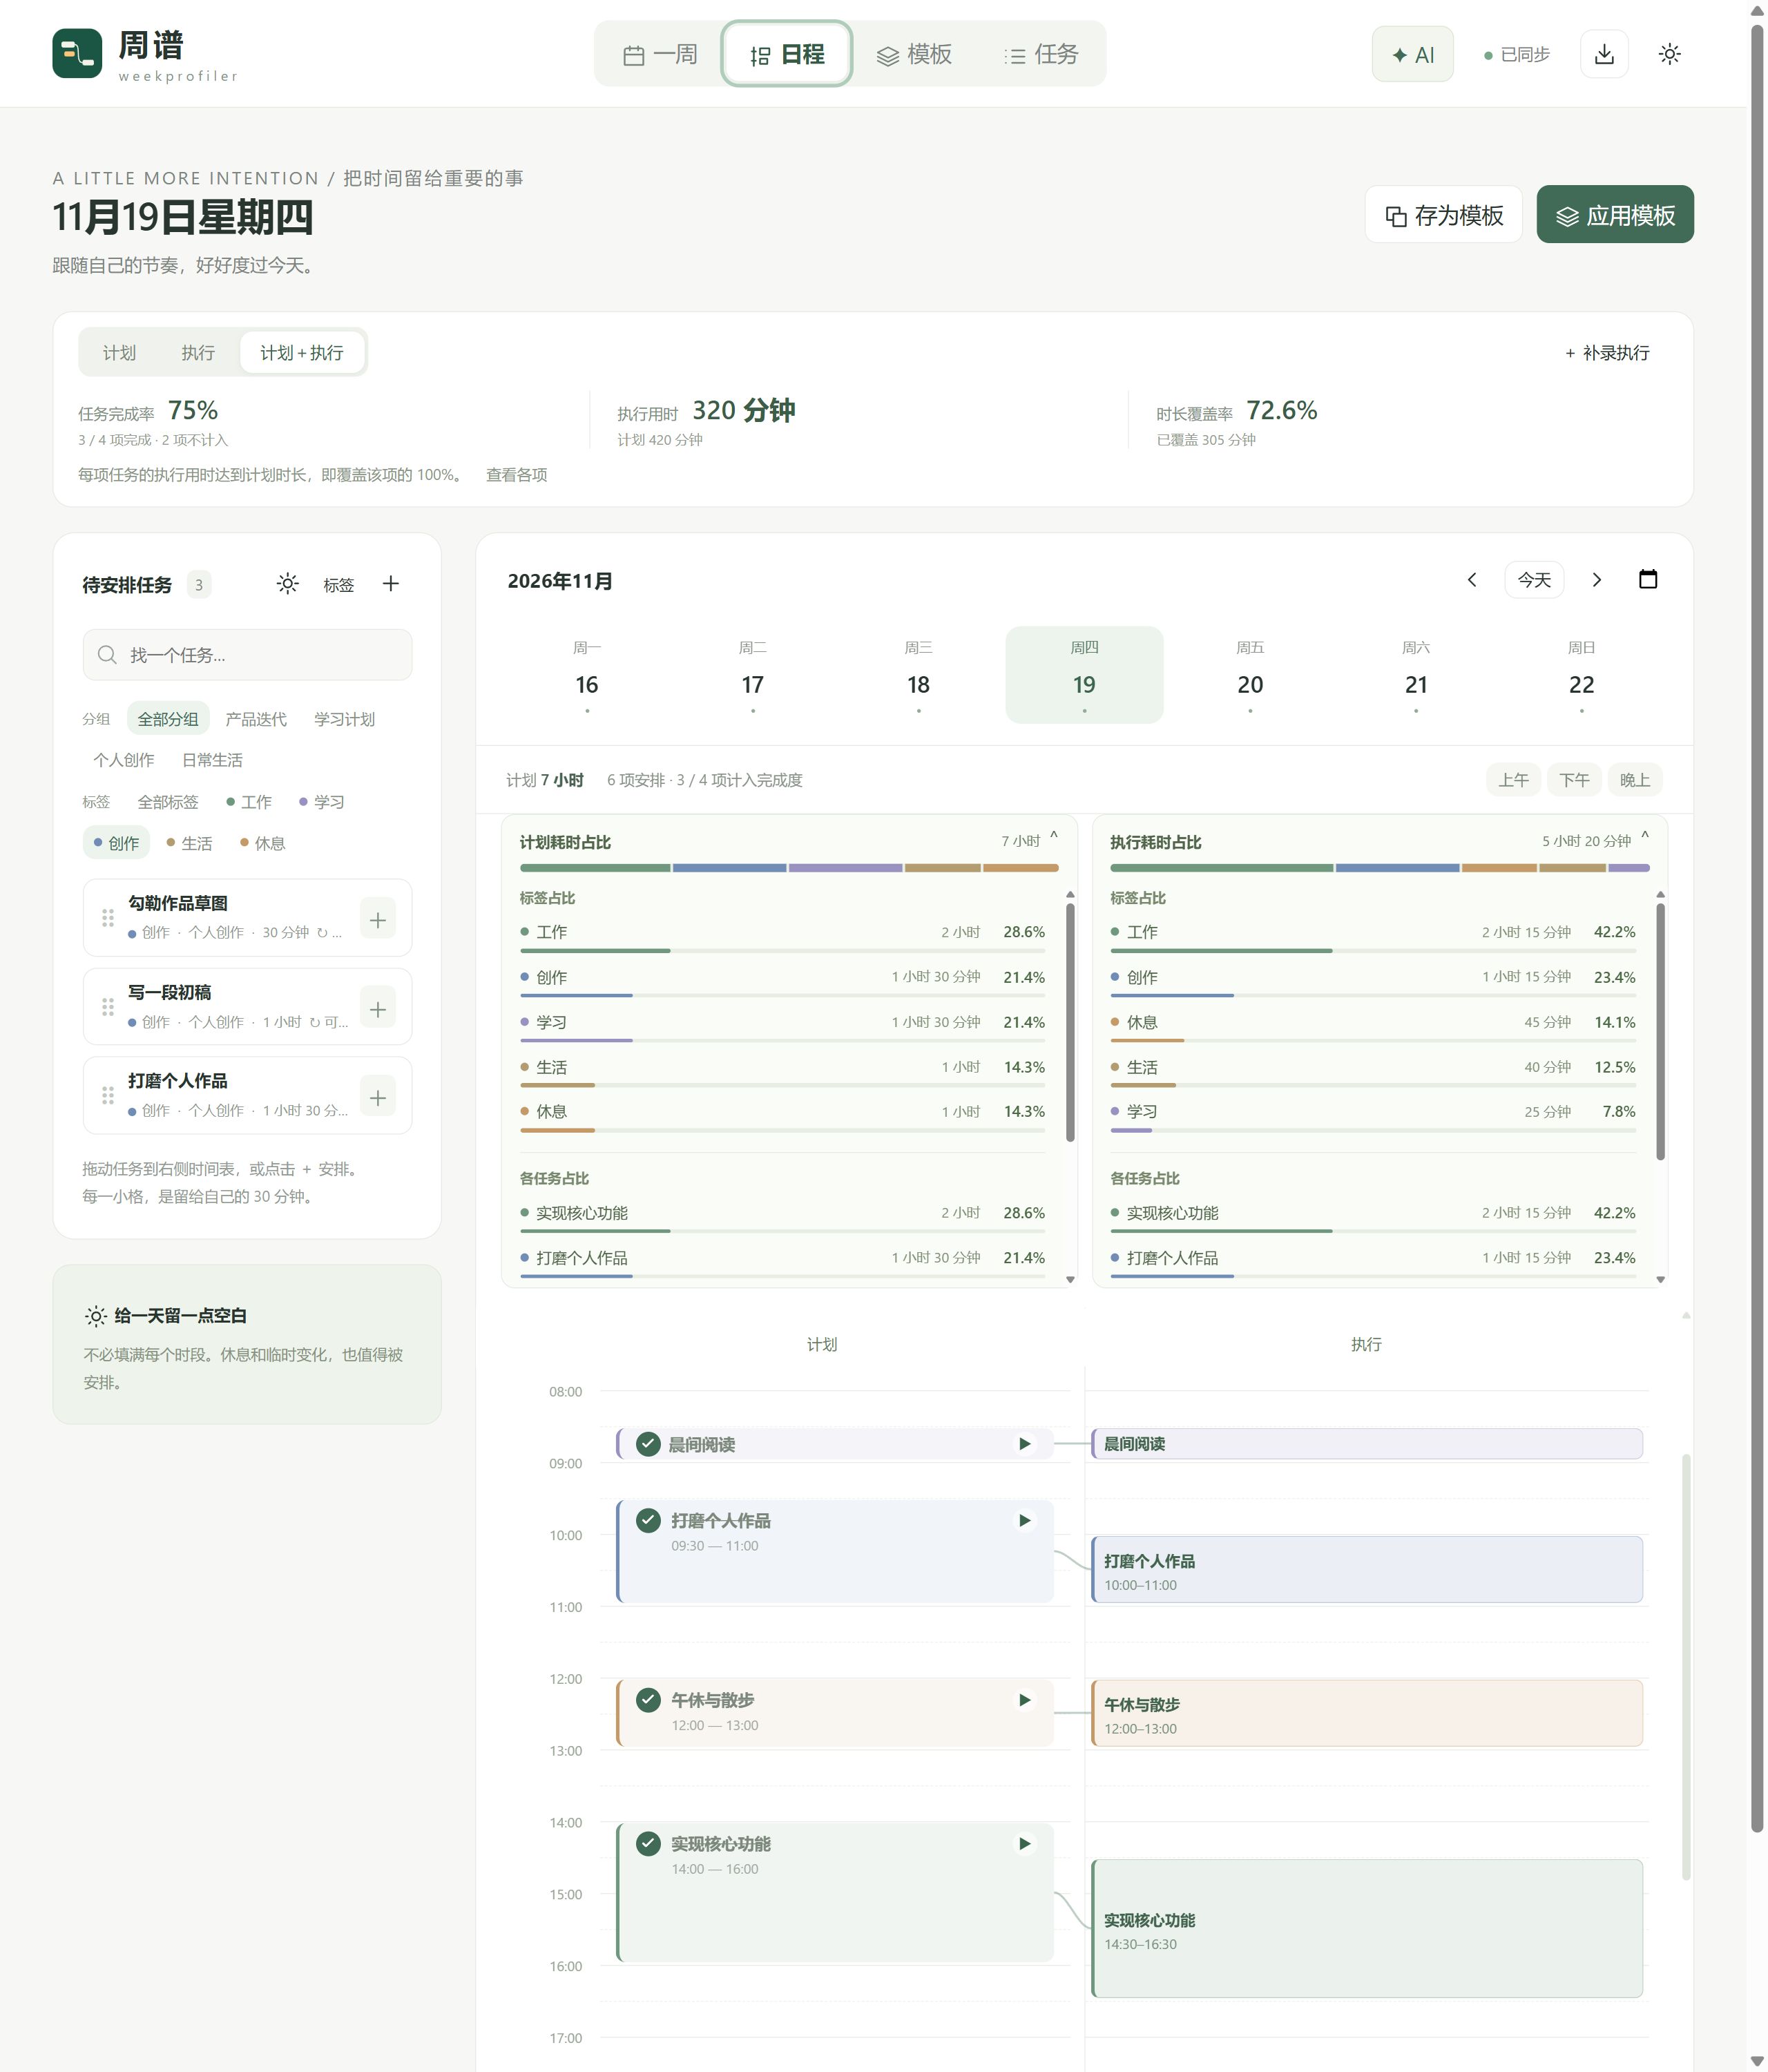 周谱
weekprofiler
一周
日程
模板
任务
AI
已同步
A LITTLE MORE INTENTION / 把时间留给重要的事
11月19日星期四
跟随自己的节奏，好好度过今天。
存为模板
应用模板
计划
执行
计划 + 执行
+ 补录执行
任务完成率 75%
3 / 4 项完成 · 2 项不计入
执行用时 320 分钟
计划 420 分钟
时长覆盖率 72.6%
已覆盖 305 分钟
每项任务的执行用时达到计划时长，即覆盖该项的 100%。 查看各项
待安排任务 3
标签
找一个任务...
分组 全部分组 产品迭代 学习计划
个人创作 日常生活
标签 全部标签 工作 学习
创作 生活 休息
勾勒作品草图
创作 · 个人创作 · 30 分钟 ↻ ...
写一段初稿
创作 · 个人创作 · 1 小时 ↻ 可...
打磨个人作品
创作 · 个人创作 · 1 小时 30 分...
拖动任务到右侧时间表，或点击 + 安排。
每一小格，是留给自己的 30 分钟。
给一天留一点空白
不必填满每个时段。休息和临时变化，也值得被
安排。
2026年11月
今天
周一 周二 周三 周四 周五 周六 周日
16 17 18 19 20 21 22
计划 7 小时 6 项安排 · 3 / 4 项计入完成度
上午 下午 晚上
计划耗时占比 7 小时
标签占比
工作 2 小时 28.6%
创作 1 小时 30 分钟 21.4%
学习 1 小时 30 分钟 21.4%
生活 1 小时 14.3%
休息 1 小时 14.3%
各任务占比
实现核心功能 2 小时 28.6%
打磨个人作品 1 小时 30 分钟 21.4%
执行耗时占比 5 小时 20 分钟
标签占比
工作 2 小时 15 分钟 42.2%
创作 1 小时 15 分钟 23.4%
休息 45 分钟 14.1%
生活 40 分钟 12.5%
学习 25 分钟 7.8%
各任务占比
实现核心功能 2 小时 15 分钟 42.2%
打磨个人作品 1 小时 15 分钟 23.4%
计划 执行
08:00
晨间阅读
晨间阅读
09:00
打磨个人作品
09:30 — 11:00
10:00
打磨个人作品
10:00–11:00
11:00
12:00
午休与散步
12:00 — 13:00
午休与散步
12:00–13:00
13:00
14:00
实现核心功能
14:00 — 16:00
15:00
实现核心功能
14:30–16:30
16:00
17:00